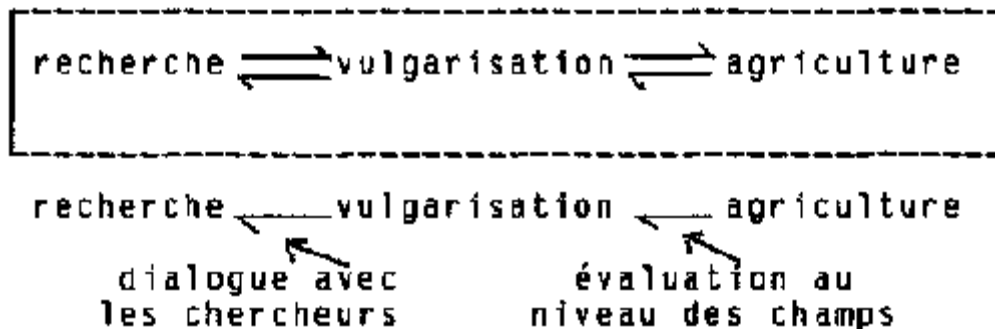 recherche vulgarisation agriculture
recherche vulgarisation agriculture
dialogue avec évaluation au
les chercheurs niveau des champs